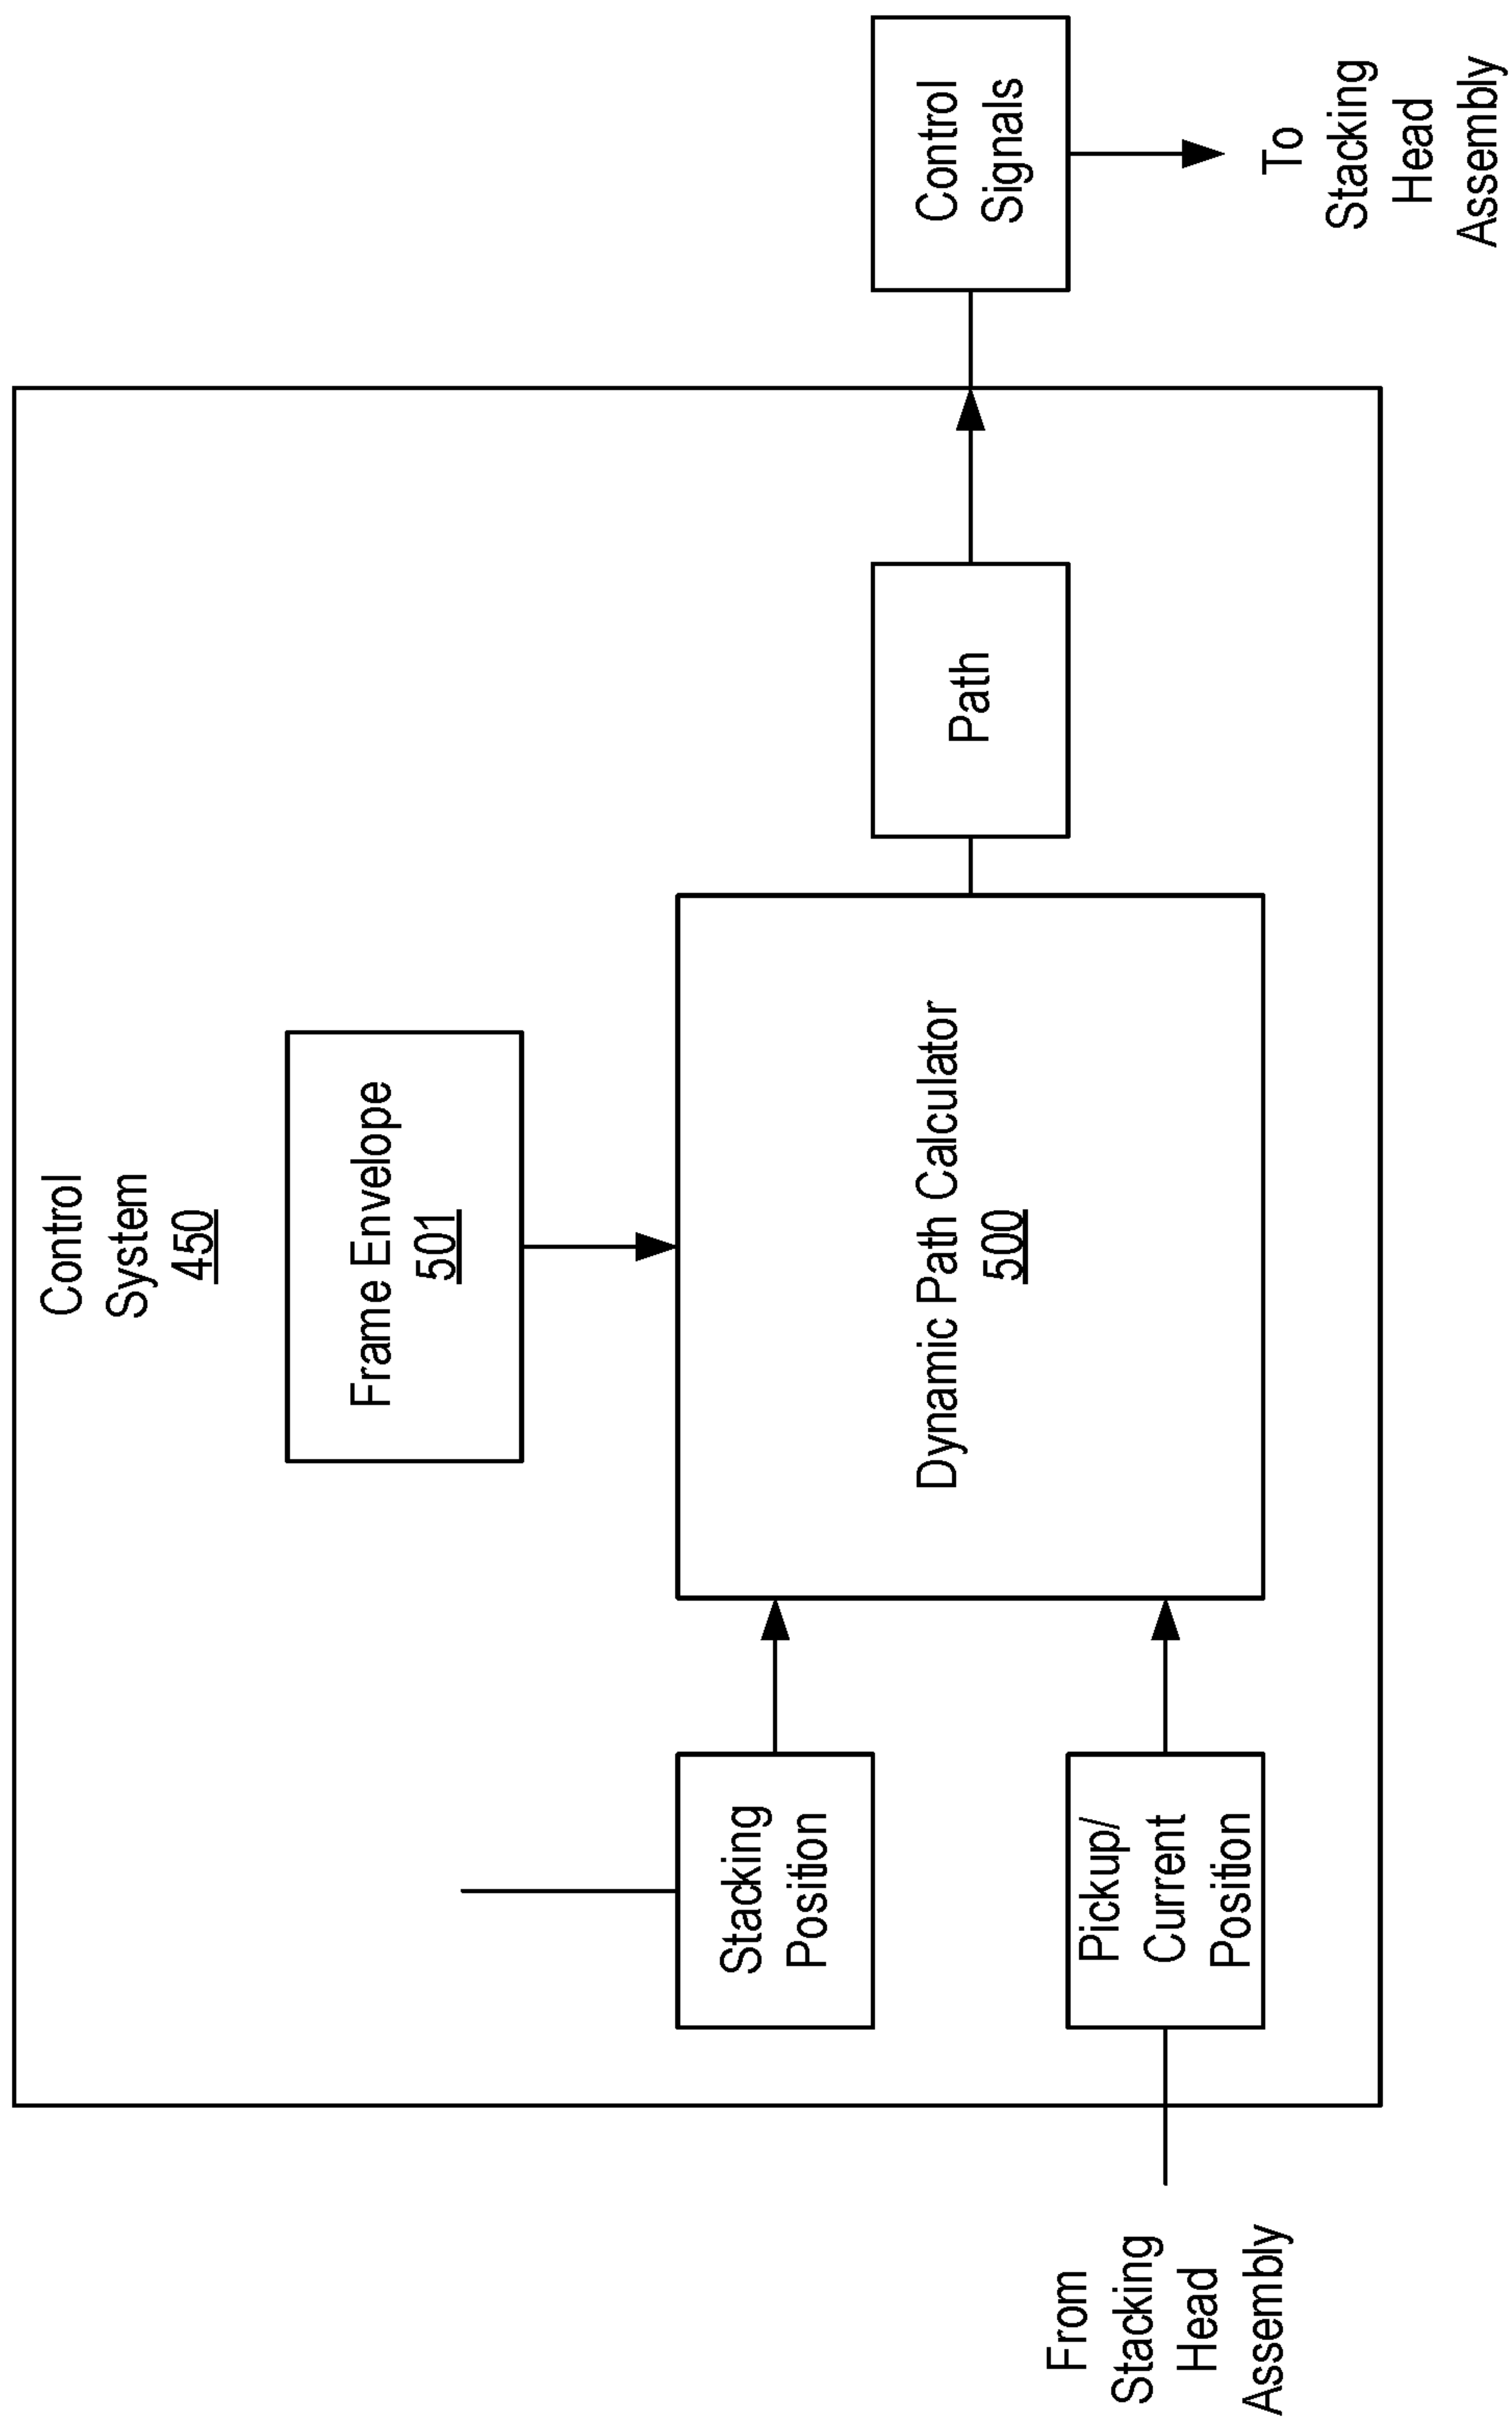 Control
System
450
Frame Envelope
501
Stacking
Position
Dynamic Path Calculator
500
Path
Control
Signals
Pickup/
Current
Position
From
Stacking
Head
Assembly
To
Stacking
Head
Assembly